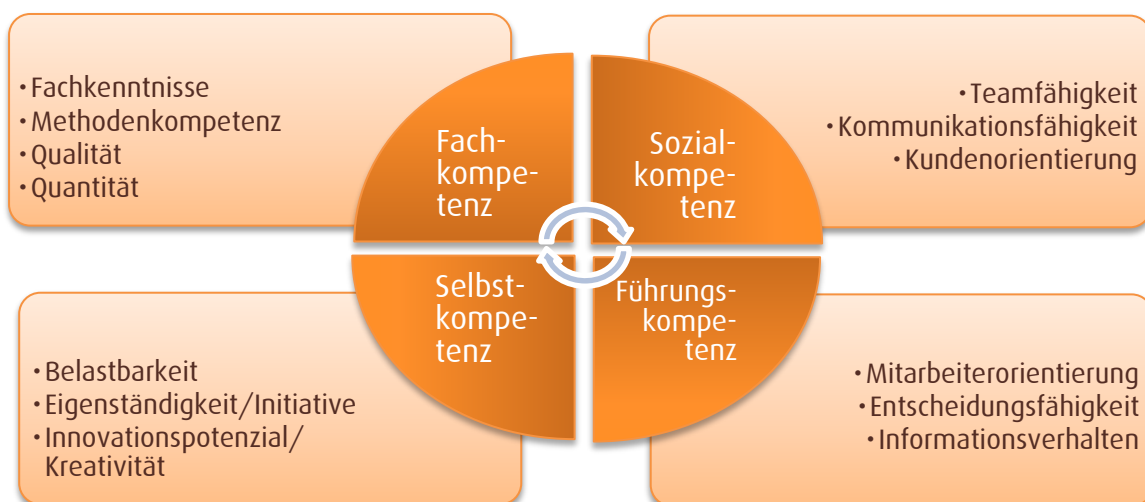 • Fachkenntnisse
• Methodenkompetenz
• Qualität
• Quantität
Fach-
kompe-
tenz
Sozial-
kompe-
tenz
• Teamfähigkeit
• Kommunikationsfähigkeit
• Kundenorientierung
• Belastbarkeit
• Eigenständigkeit/Initiative
• Innovationspotenzial/
Kreativität
Selbst-
kompe-
tenz
Führungs-
kompe-
tenz
• Mitarbeiterorientierung
• Entscheidungsfähigkeit
• Informationsverhalten